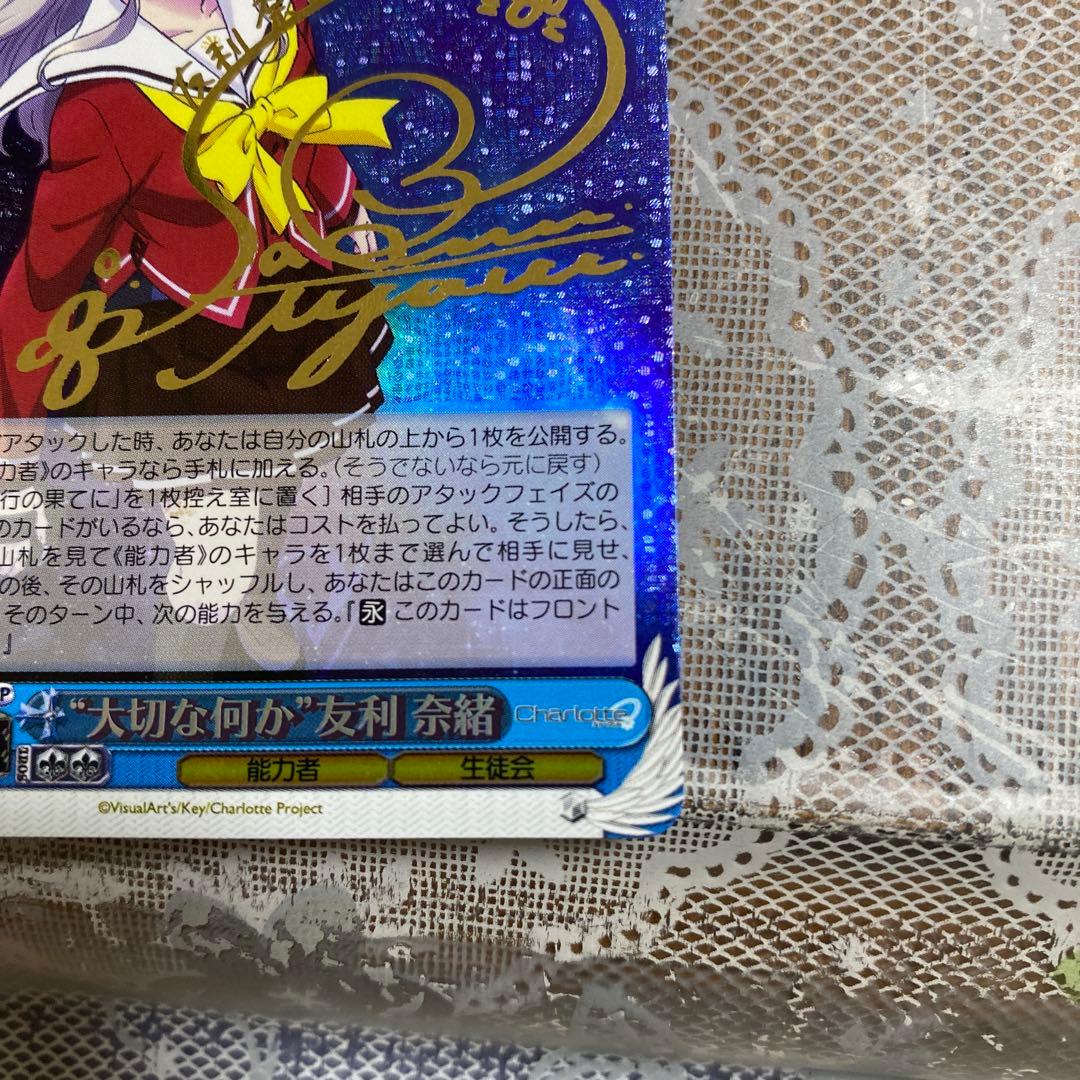 友利奈
アタックした時、あなたは自分の山札の上から1枚を公開する。
力者》のキャラなら手札に加える。(そうでないなら元に戻す)
行の果てに」を1枚控え室に置く] 相手のアタックフェイズの
のカードがいるなら、あなたはコストを払ってよい。そうしたら、
山札を見て《能力者》のキャラを1枚まで選んで相手に見せ、
の後、その山札をシャッフルし、あなたはこのカードの正面の
そのターン中、次の能力を与える。『永 このカードはフロント
』
P
“大切な何か”友利 奈緒
Charlotte
SOUL
能力者
生徒会
©VisualArt's/Key/Charlotte Project